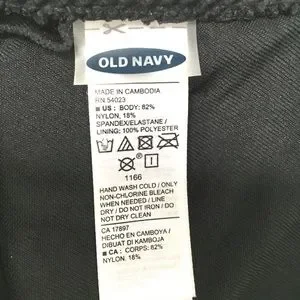 OLD NAVY
MADE IN CAMBODIA
RN 54023
■ US : BODY: 82%
NYLON, 18%
SPANDEX/ELASTANE /
LINING: 100% POLYESTER
1166
HAND WASH COLD / ONLY
NON-CHLORINE BLEACH
WHEN NEEDED / LINE
DRY / DO NOT IRON / DO
NOT DRY CLEAN
CA 17897
HECHO EN CAMBOYA /
DIBUAT DI KAMBOJA
■ CA : CORPS: 82%
NYLON, 18%